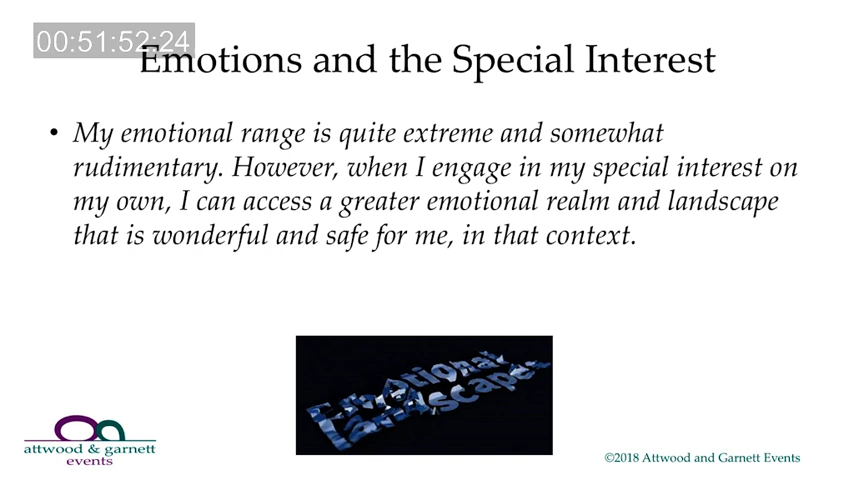 00:51:52:24
Emotions and the Special Interest
• My emotional range is quite extreme and somewhat
rudimentary. However, when I engage in my special interest on
my own, I can access a greater emotional realm and landscape
that is wonderful and safe for me, in that context.
Emotional
Landscapes
attwood & garnett
events
©2018 Attwood and Garnett Events